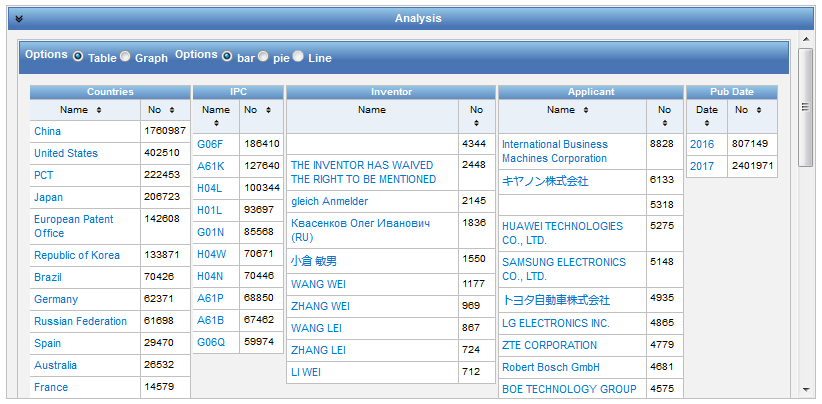 Analysis
Options Table Graph Options bar pie Line
Countries
Name No
China 1760987
United States 402510
PCT 222453
Japan 206723
European Patent 142608
Office
Republic of Korea 133871
Brazil 70426
Germany 62371
Russian Federation 61698
Spain 29470
Australia 26532
France 14579
IPC
Name No
G06F 186410
A61K 127640
H04L 100344
H01L 93697
G01N 85568
H04W 70671
H04N 70446
A61P 68850
A61B 67462
G06Q 59974
Inventor
Name No
4344
THE INVENTOR HAS WAIVED 2448
THE RIGHT TO BE MENTIONED
gleich Anmelder 2145
Квасенков Олег Иванович 1836
(RU)
小倉 敏男 1550
WANG WEI 1177
ZHANG WEI 969
WANG LEI 867
ZHANG LEI 724
LI WEI 712
Applicant
Name No
International Business 8828
Machines Corporation
キヤノン株式会社 6133
5318
HUAWEI TECHNOLOGIES 5275
CO., LTD.
SAMSUNG ELECTRONICS 5148
CO., LTD.
トヨタ自動車株式会社 4935
LG ELECTRONICS INC. 4865
ZTE CORPORATION 4779
Robert Bosch GmbH 4681
BOE TECHNOLOGY GROUP 4575
Pub Date
Date No
2016 807149
2017 2401971